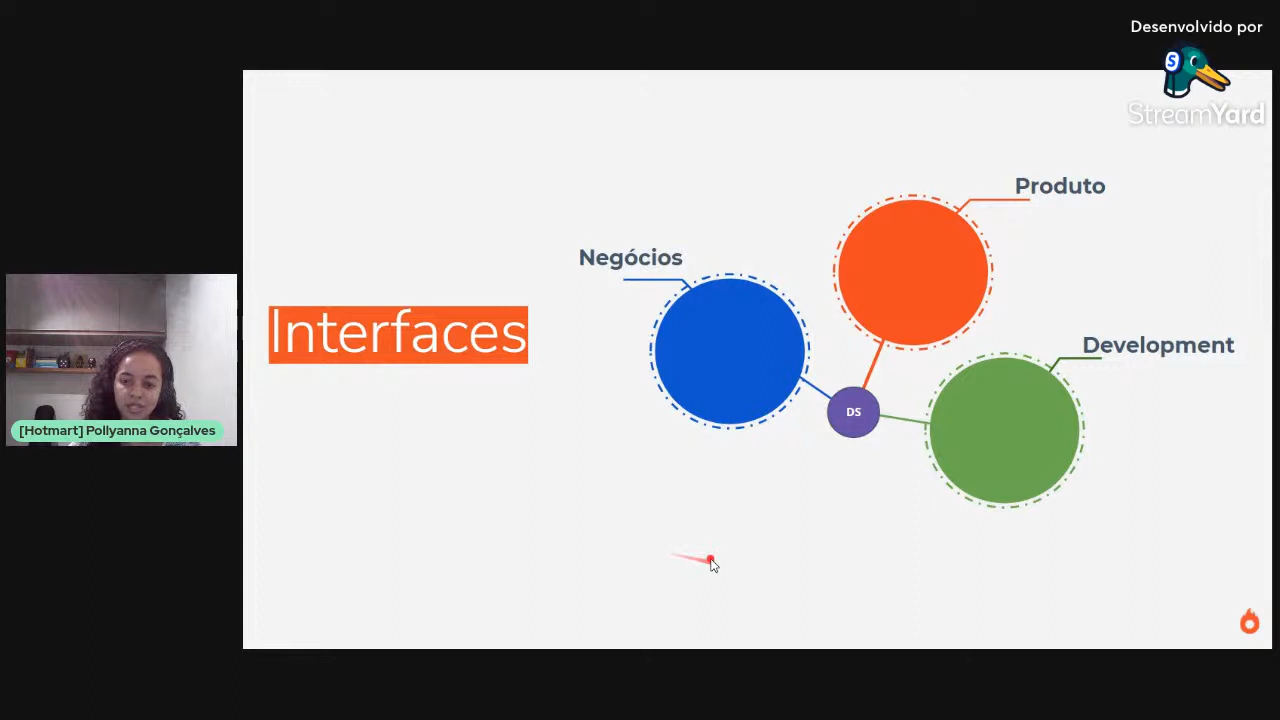 Desenvolvido por
StreamYard
Produto
Negócios
Interfaces
Development
DS
[Hotmart] Pollyanna Gonçalves